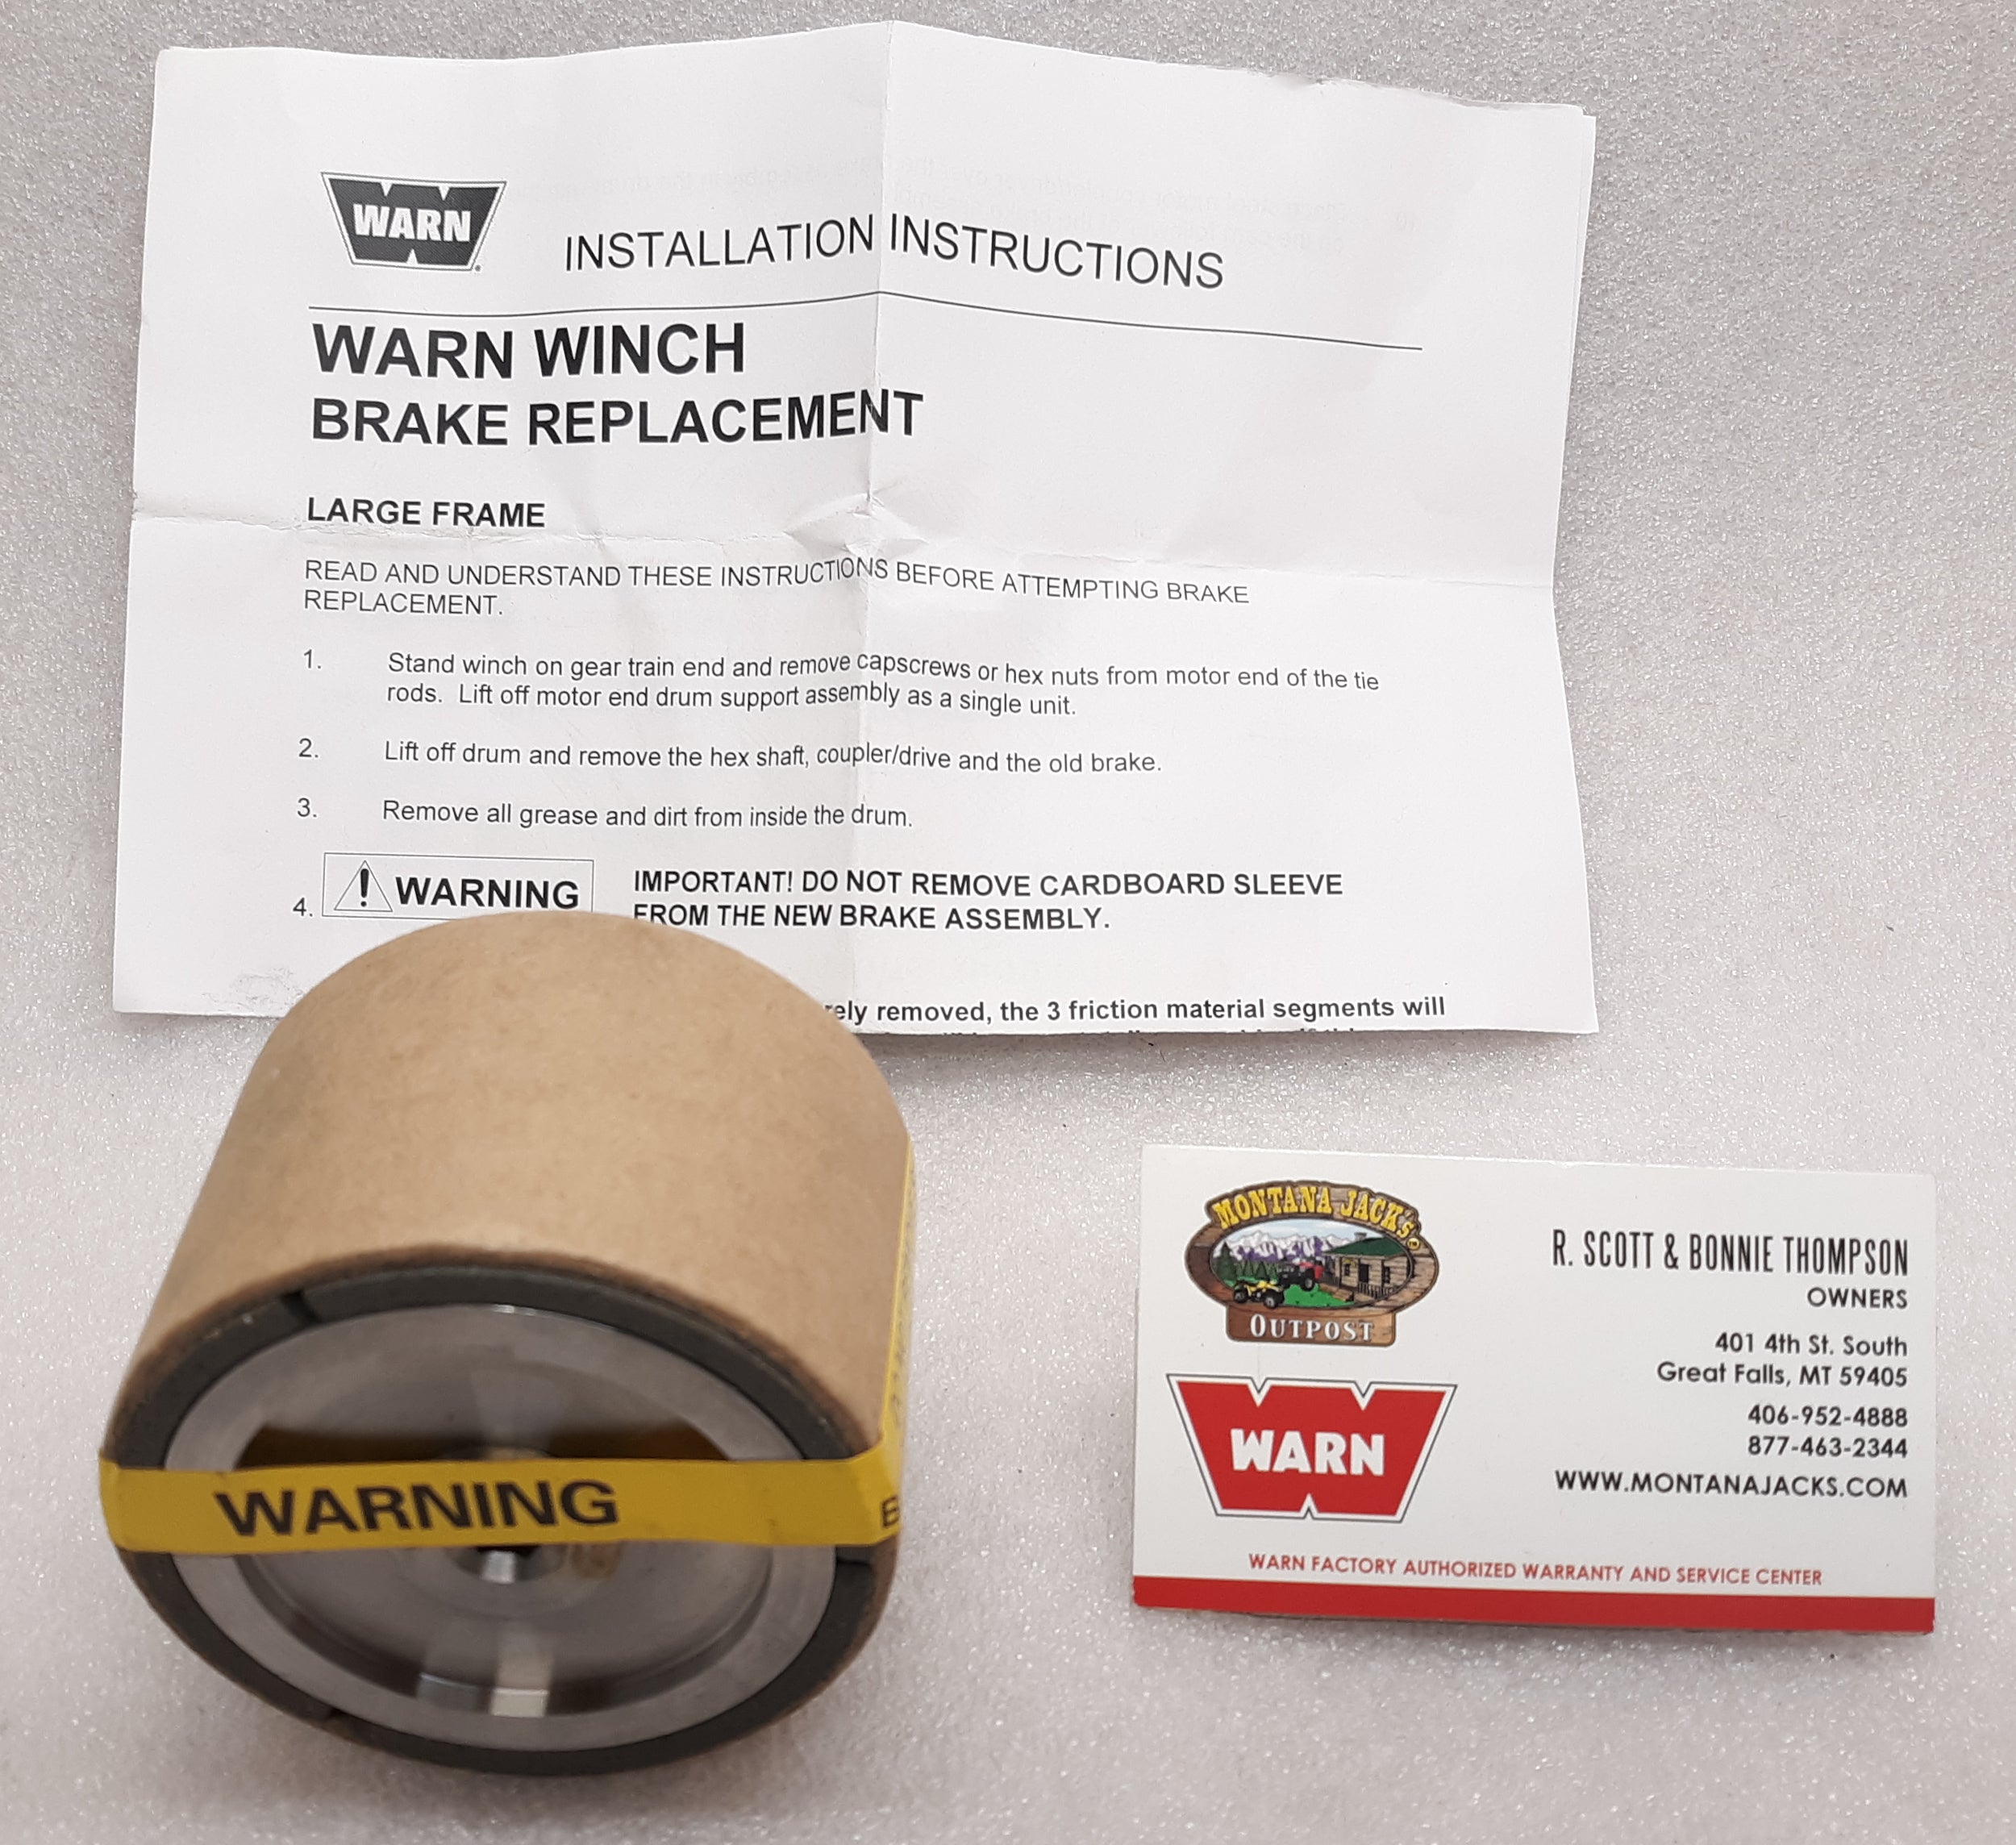 WARN
INSTALLATION INSTRUCTIONS
WARN WINCH
BRAKE REPLACEMENT
LARGE FRAME
READ AND UNDERSTAND THESE INSTRUCTIONS BEFORE ATTEMPTING BRAKE
REPLACEMENT.
1. Stand winch on gear train end and remove capscrews or hex nuts from motor end of the tie
rods. Lift off motor end drum support assembly as a single unit.
2. Lift off drum and remove the hex shaft, coupler/drive and the old brake.
3. Remove all grease and dirt from inside the drum.
4. ! WARNING IMPORTANT! DO NOT REMOVE CARDBOARD SLEEVE
FROM THE NEW BRAKE ASSEMBLY.
removed, the 3 friction material segments will
WARNING
MONTANA JACK'S
OUTPOST
WARN
R. SCOTT & BONNIE THOMPSON
OWNERS
401 4th St. South
Great Falls, MT 59405
406-952-4888
877-463-2344
WWW.MONTANAJACKS.COM
WARN FACTORY AUTHORIZED WARRANTY AND SERVICE CENTER